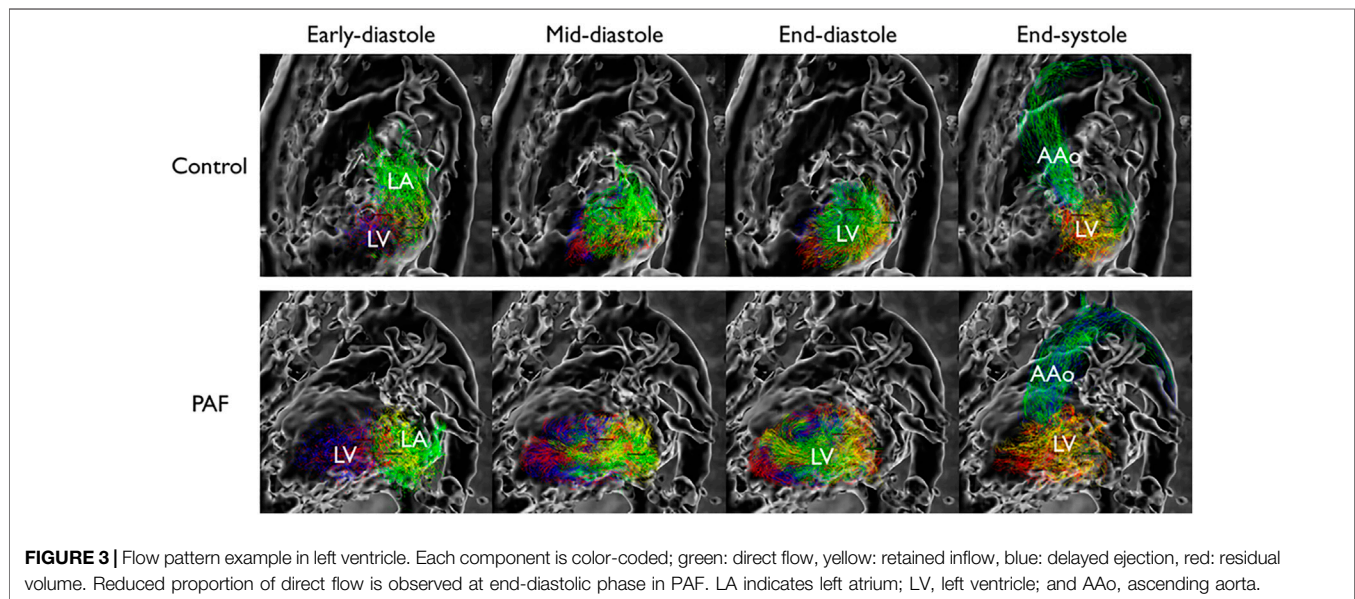 Early-diastole Mid-diastole End-diastole End-systole
Control
LA
LV
LV
AAo
LV
PAF
LV
LA
LV
AAo
LV
FIGURE 3 | Flow pattern example in left ventricle. Each component is color-coded; green: direct flow, yellow: retained inflow, blue: delayed ejection, red: residual
volume. Reduced proportion of direct flow is observed at end-diastolic phase in PAF. LA indicates left atrium; LV, left ventricle; and AAo, ascending aorta.